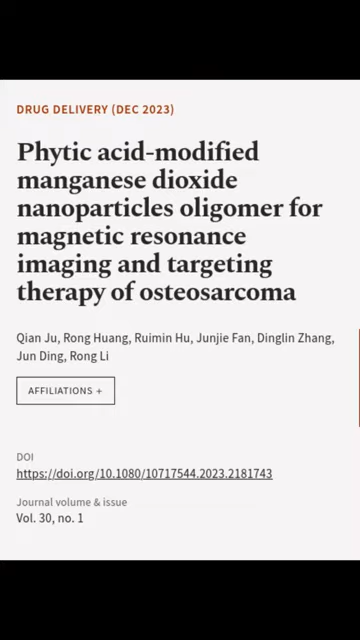 DRUG DELIVERY (DEC 2023)
Phytic acid-modified
manganese dioxide
nanoparticles oligomer for
magnetic resonance
imaging and targeting
therapy of osteosarcoma
Qian Ju, Rong Huang, Ruimin Hu, Junjie Fan, Dinglin Zhang,
Jun Ding, Rong Li
AFFILIATIONS +
DOI
https://doi.org/10.1080/10717544.2023.2181743
Journal volume & issue
Vol. 30, no. 1